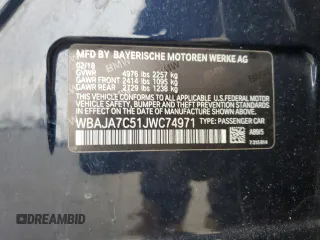 MFD BY BAYERISCHE MOTOREN WERKE AG
02/18
GVWR 4976 lbs 2257 kg
GAWR FRONT 2414 lbs 1095 kg
GAWR REAR 2729 lbs 1238 kg
THIS VEHICLE CONFORMS TO ALL APPLICABLE
U.S. FEDERAL MOTOR VEHICLE SAFETY, BUMPER,
AND THEFT PREVENTION STANDARDS IN EFFECT
ON THE DATE OF MANUFACTURE SHOWN ABOVE.
WBAJA7C51JWC74971 TYPE: PASSENGER CAR
DREAMBID